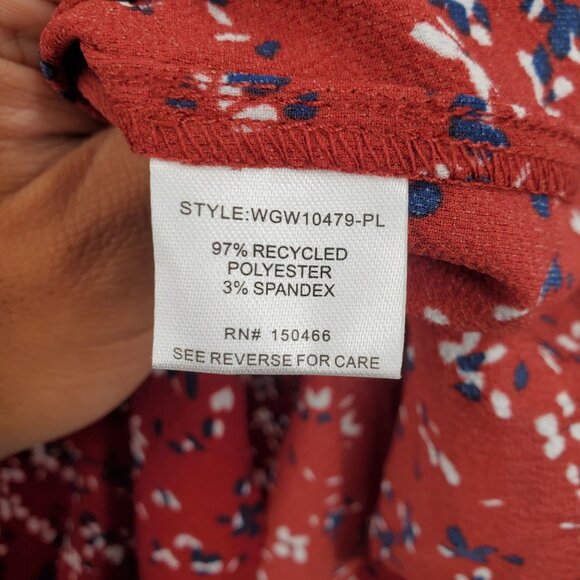 STYLE:WGW10479-PL
97% RECYCLED
POLYESTER
3% SPANDEX
RN# 150466
SEE REVERSE FOR CARE